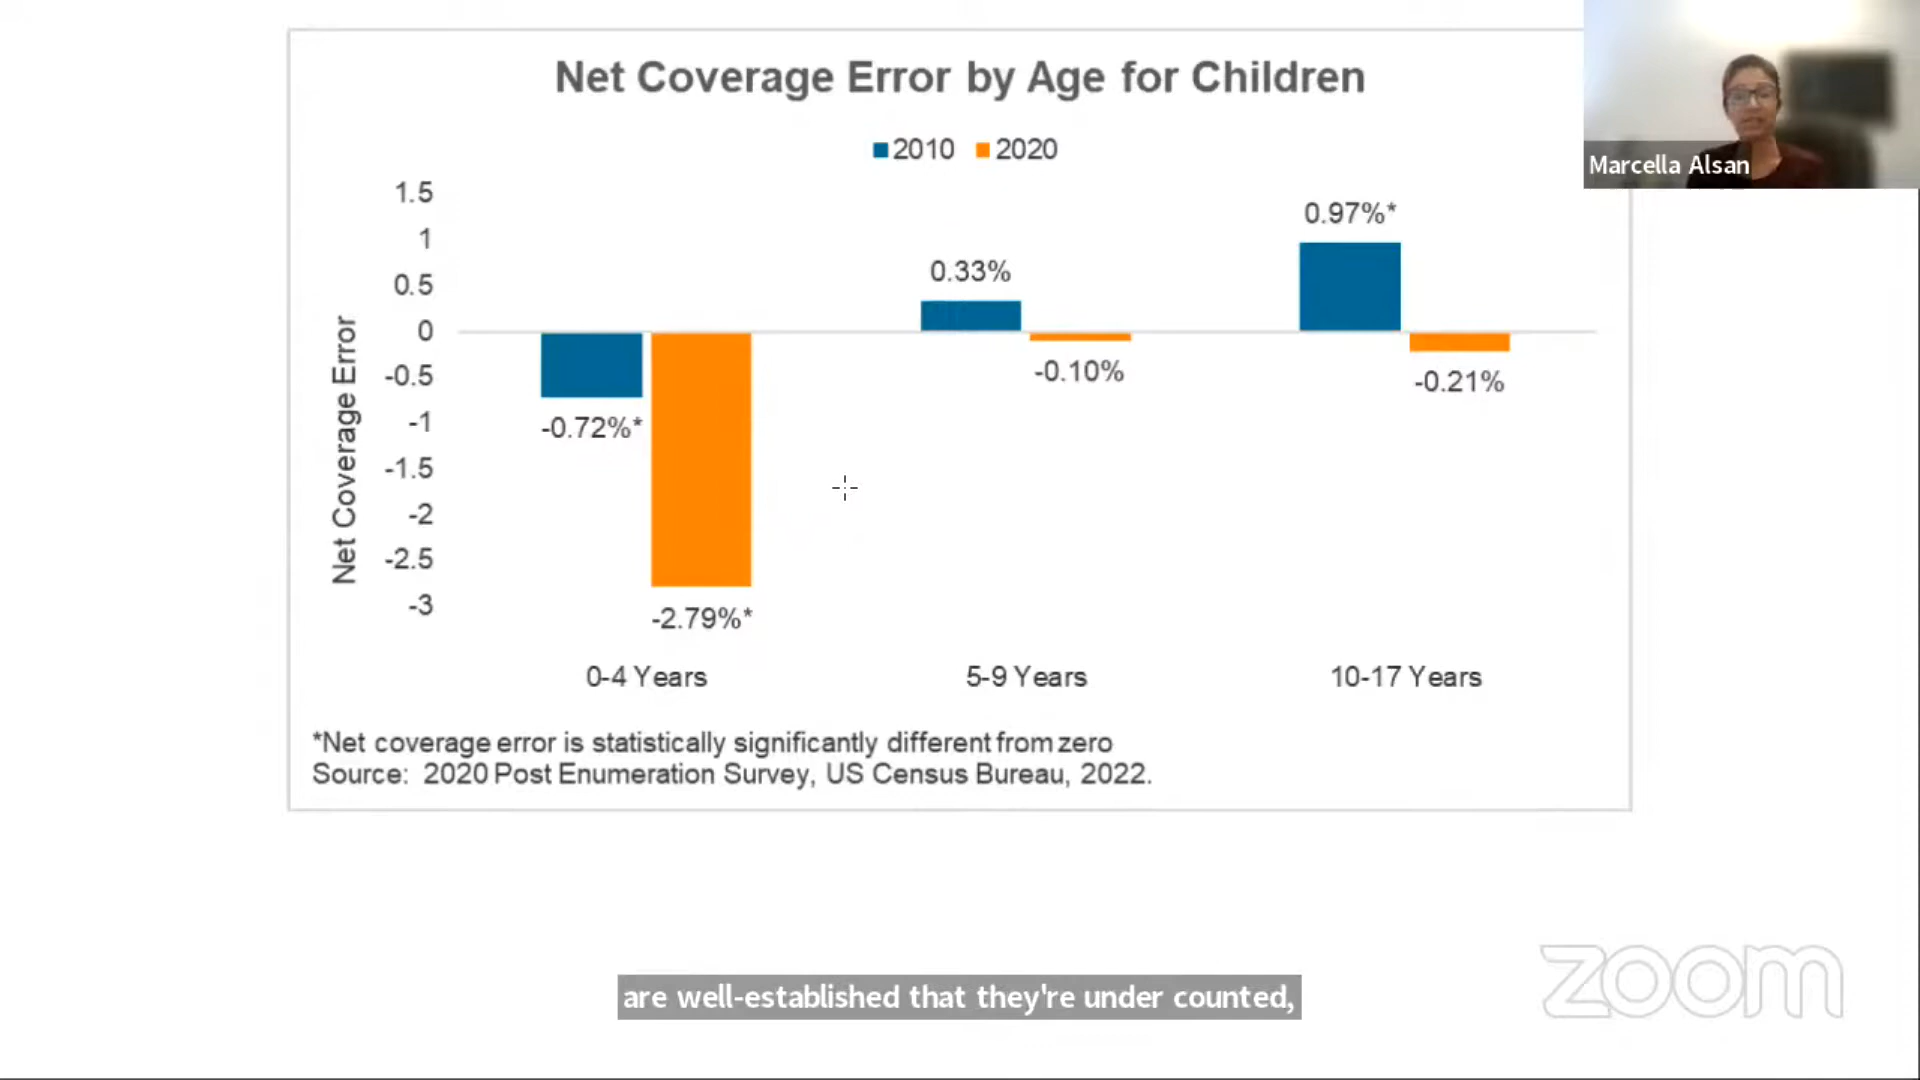 Net Coverage Error by Age for Children
2010 2020
Marcella Alsan
1.5
1
0.5
0
-0.5
-1
-1.5
-2
-2.5
-3
Net Coverage Error
-0.72%*
-2.79%*
0.33%
-0.10%
0.97%*
-0.21%
0-4 Years 5-9 Years 10-17 Years
*Net coverage error is statistically significantly different from zero
Source: 2020 Post Enumeration Survey, US Census Bureau, 2022.
are well-established that they're under counted,
zoom